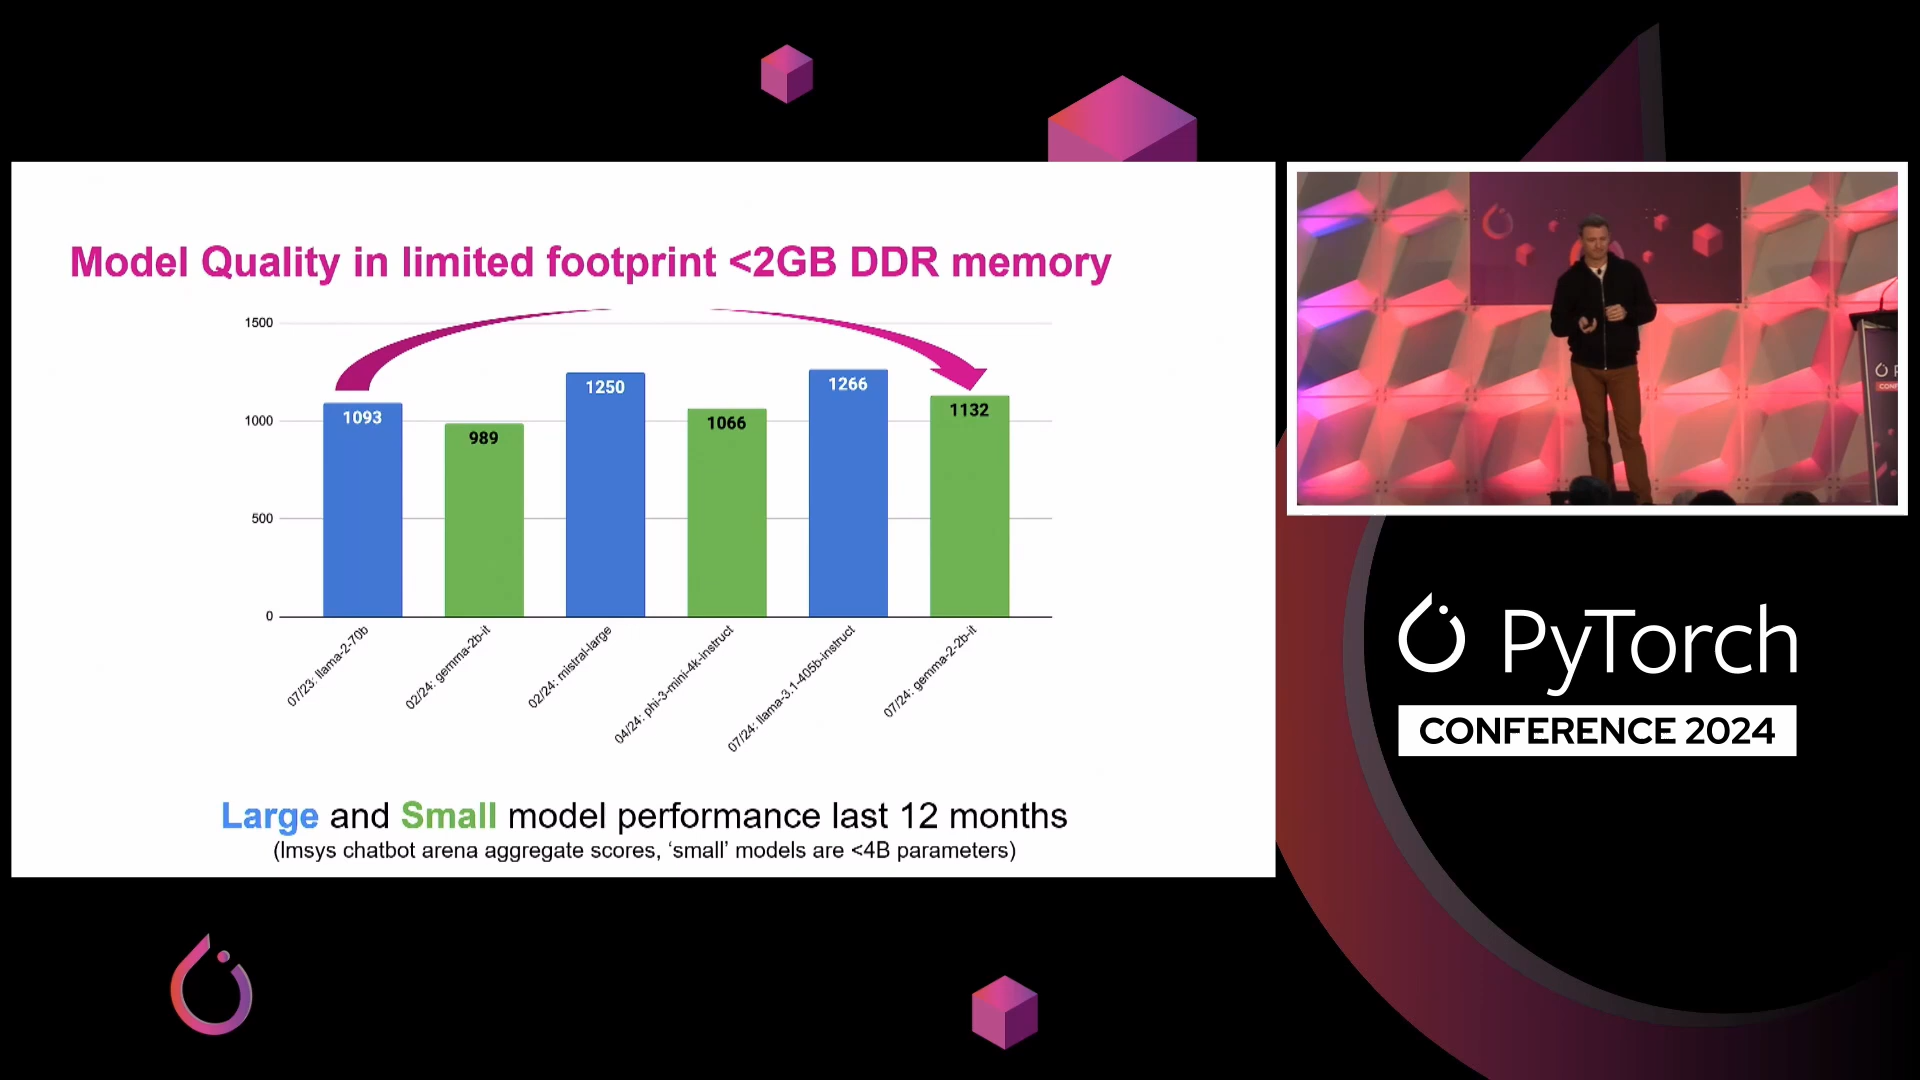 Model Quality in limited footprint <2GB DDR memory
1500
1000
500
0
1093
989
1250
1066
1266
1132
07/23: llama-2-70b
02/24: gemma-2b-it
02/24: mistral-large
04/24: phi-3-mini-4k-instruct
07/24: llama-3.1-405b-instruct
07/24: gemma-2-2b-it
Large and Small model performance last 12 months
(lmsys chatbot arena aggregate scores, ‘small’ models are <4B parameters)
PyTorch
CONFERENCE 2024